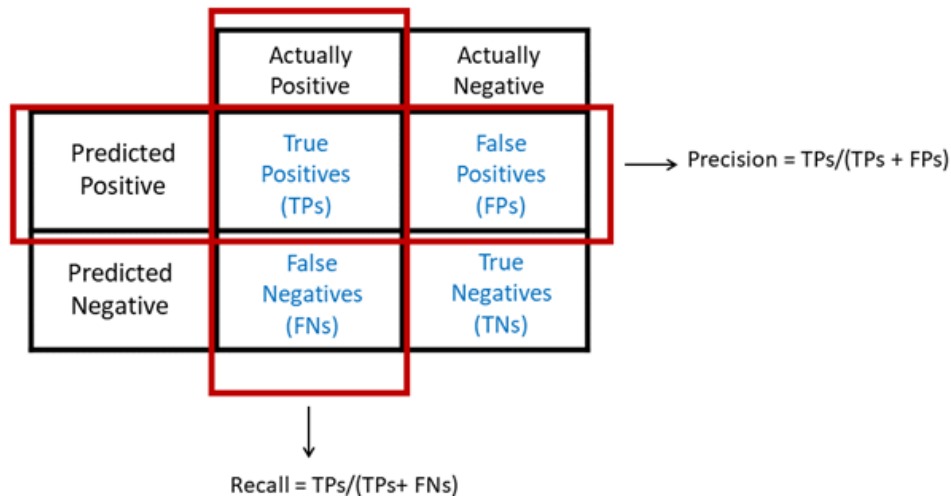 Actually
Positive
Actually
Negative
Predicted
Positive
True
Positives
(TPs)
False
Positives
(FPs)
Precision = TPs/(TPs + FPs)
Predicted
Negative
False
Negatives
(FNs)
True
Negatives
(TNs)
Recall = TPs/(TPs+ FNs)